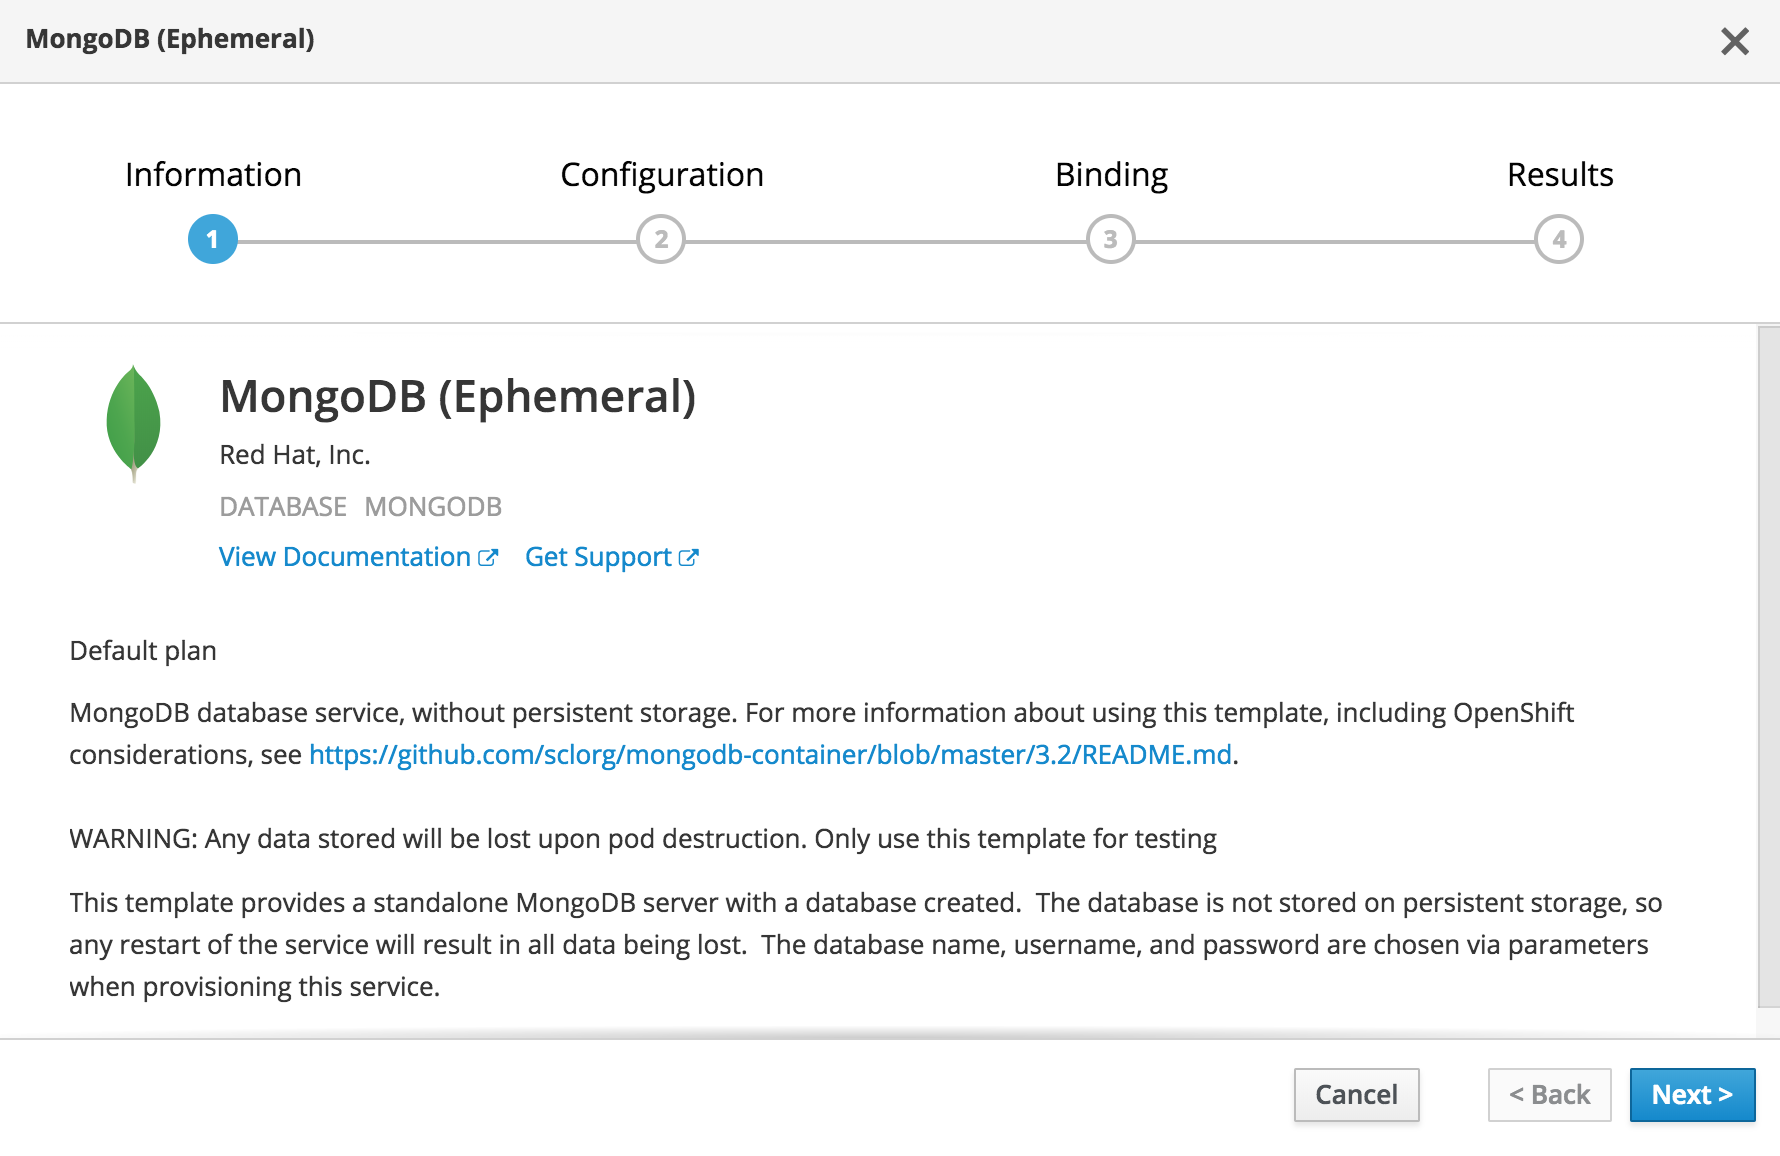 MongoDB (Ephemeral)
Information Configuration Binding Results
1 2 3 4
MongoDB (Ephemeral)
Red Hat, Inc.
DATABASE MONGODB
View Documentation Get Support
Default plan
MongoDB database service, without persistent storage. For more information about using this template, including OpenShift
considerations, see https://github.com/sclorg/mongodb-container/blob/master/3.2/README.md.
WARNING: Any data stored will be lost upon pod destruction. Only use this template for testing
This template provides a standalone MongoDB server with a database created.  The database is not stored on persistent storage, so
any restart of the service will result in all data being lost.  The database name, username, and password are chosen via parameters
when provisioning this service.
Cancel < Back Next >